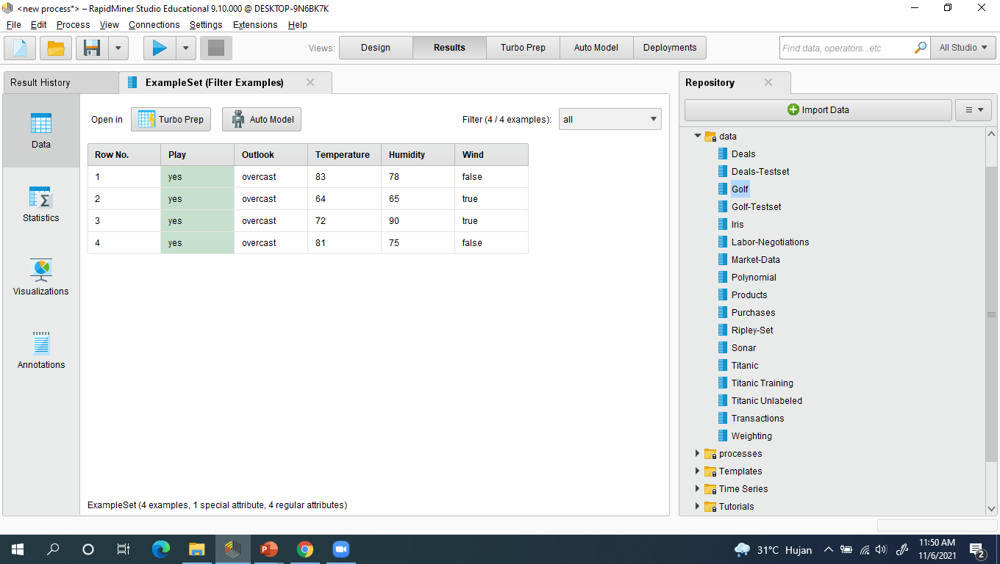 <new process*> – RapidMiner Studio Educational 9.10.000 @ DESKTOP-9N6BK7K
File Edit Process View Connections Settings Extensions Help
Views: Design Results Turbo Prep Auto Model Deployments Find data, operators...etc All Studio
Result History ExampleSet (Filter Examples)
Data
Statistics
Visualizations
Annotations
Open in Turbo Prep Auto Model Filter (4 / 4 examples): all
Row No. Play Outlook Temperature Humidity Wind
1 yes overcast 83 78 false
2 yes overcast 64 65 true
3 yes overcast 72 90 true
4 yes overcast 81 75 false
ExampleSet (4 examples, 1 special attribute, 4 regular attributes)
Repository
Import Data
data
Deals
Deals-Testset
Golf
Golf-Testset
Iris
Labor-Negotiations
Market-Data
Polynomial
Products
Purchases
Ripley-Set
Sonar
Titanic
Titanic Training
Titanic Unlabeled
Transactions
Weighting
processes
Templates
Time Series
Tutorials
31°C Hujan
11:50 AM
11/6/2021
2